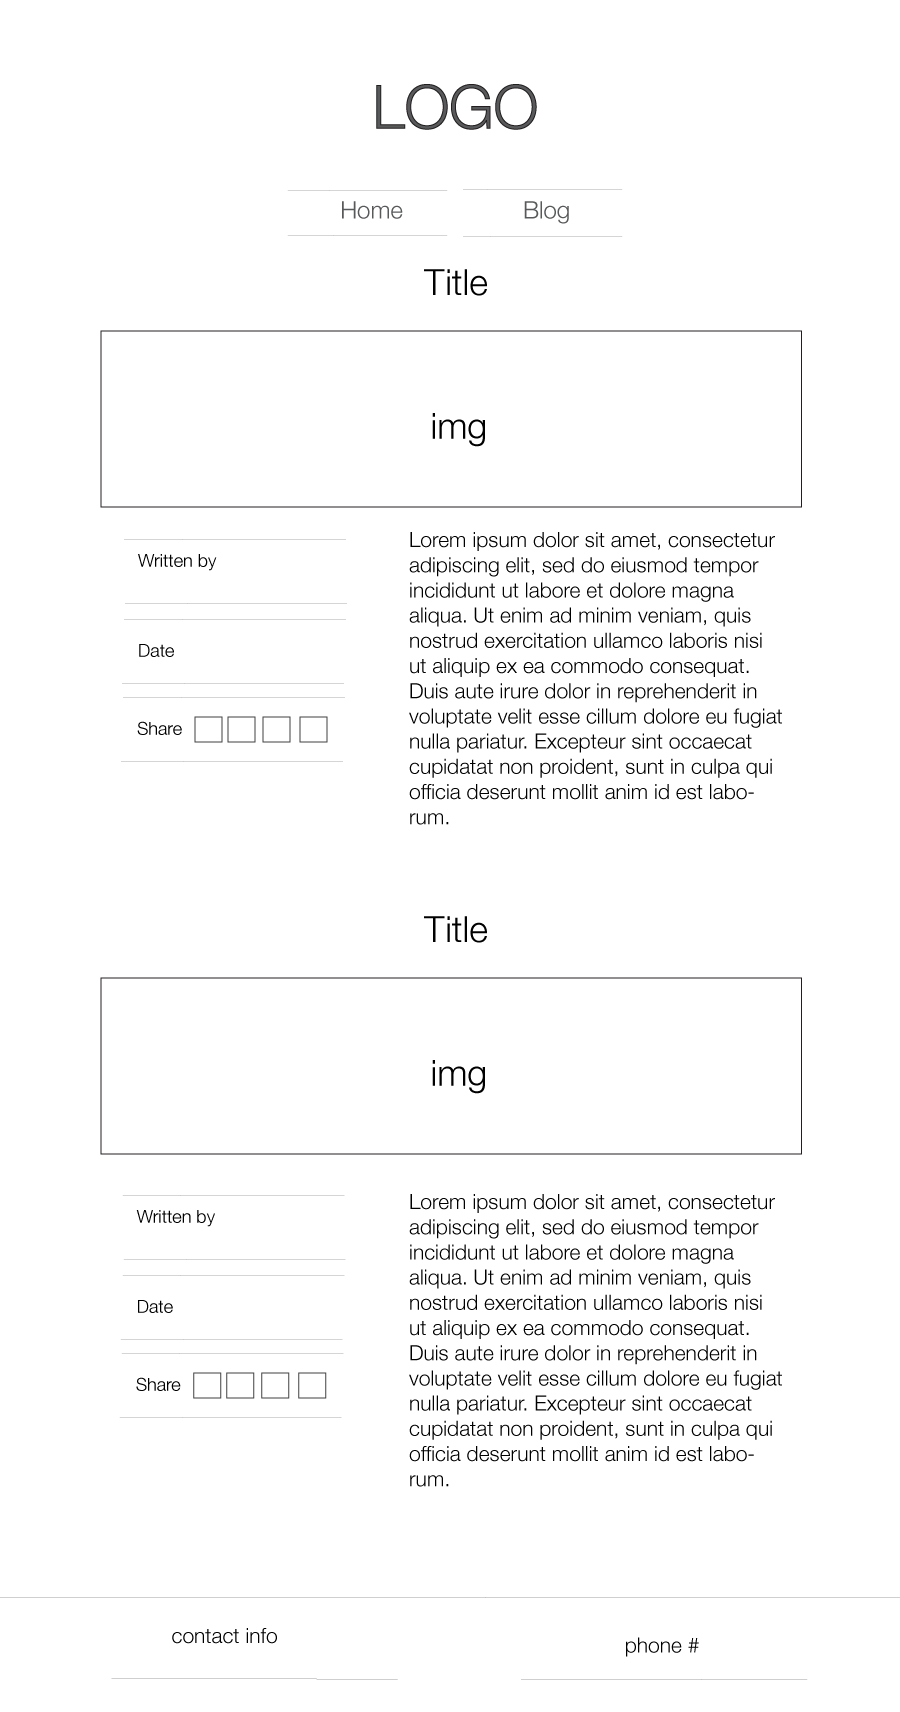 LOGO
Home
Blog
Title
img
Written by
Date
Share
Lorem ipsum dolor sit amet, consectetur
adipiscing elit, sed do eiusmod tempor
incididunt ut labore et dolore magna
aliqua. Ut enim ad minim veniam, quis
nostrud exercitation ullamco laboris nisi
ut aliquip ex ea commodo consequat.
Duis aute irure dolor in reprehenderit in
voluptate velit esse cillum dolore eu fugiat
nulla pariatur. Excepteur sint occaecat
cupidatat non proident, sunt in culpa qui
officia deserunt mollit anim id est labo-
rum.
Title
img
Written by
Date
Share
Lorem ipsum dolor sit amet, consectetur
adipiscing elit, sed do eiusmod tempor
incididunt ut labore et dolore magna
aliqua. Ut enim ad minim veniam, quis
nostrud exercitation ullamco laboris nisi
ut aliquip ex ea commodo consequat.
Duis aute irure dolor in reprehenderit in
voluptate velit esse cillum dolore eu fugiat
nulla pariatur. Excepteur sint occaecat
cupidatat non proident, sunt in culpa qui
officia deserunt mollit anim id est labo-
rum.
contact info
phone #